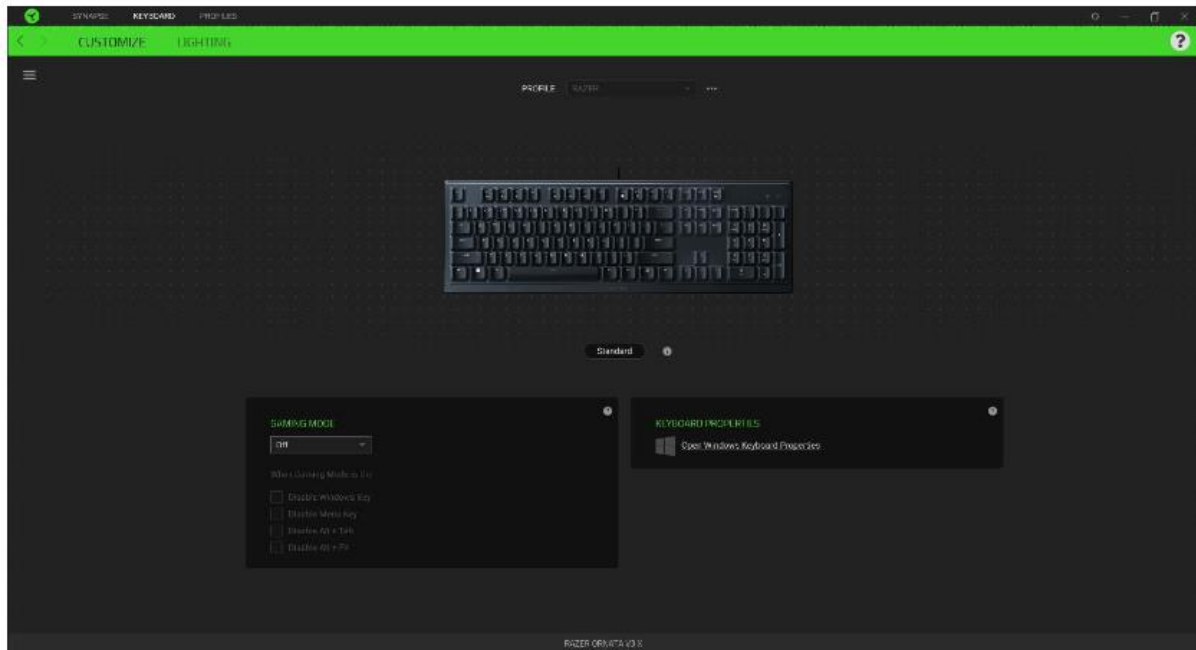 SYNAPSE KEYBOARD PROFILES
CUSTOMIZE LIGHTING
?
PROFILE RAZER
Standard
GAMING MODE
Off
When Gaming Mode is On
Disable Windows Key
Disable Menu Key
Disable Alt + Tab
Disable Alt + F4
KEYBOARD PROPERTIES
Open Windows Keyboard Properties
RAZER ORNATA V3 X